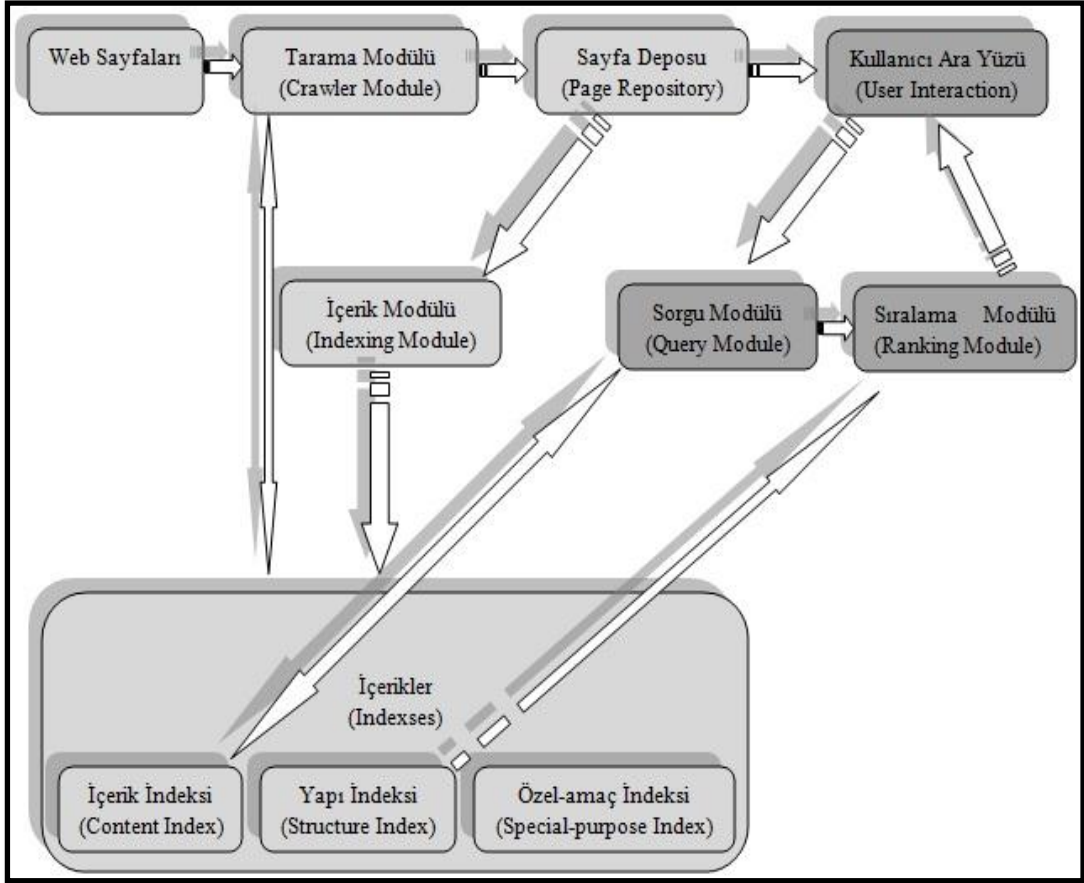 Web Sayfaları
Tarama Modülü
(Crawler Module)
Sayfa Deposu
(Page Repository)
Kullanıcı Ara Yüzü
(User Interaction)
İçerik Modülü
(Indexing Module)
Sorgu Modülü
(Query Module)
Sıralama Modülü
(Ranking Module)
İçerikler
(Indexses)
İçerik İndeksi
(Content Index)
Yapı İndeksi
(Structure Index)
Özel-amaç İndeksi
(Special-purpose Index)